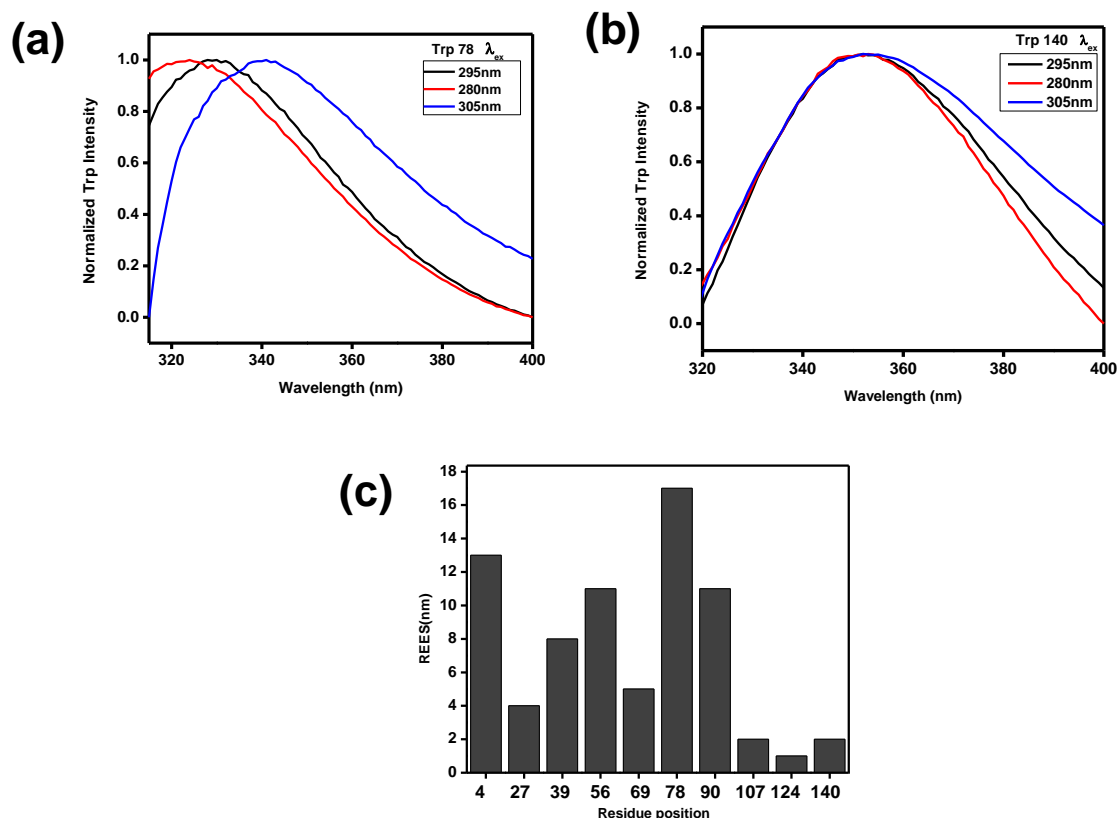 (a)
Trp 78 λex
295nm
280nm
305nm
Normalized Trp Intensity
1.0
0.8
0.6
0.4
0.2
0.0
320 340 360 380 400
Wavelength (nm)
(b)
Trp 140 λex
295nm
280nm
305nm
Normalized Trp Intensity
1.0
0.8
0.6
0.4
0.2
0.0
320 340 360 380 400
Wavelength (nm)
(c)
REES(nm)
18
16
14
12
10
8
6
4
2
0
4 27 39 56 69 78 90 107 124 140
Residue position